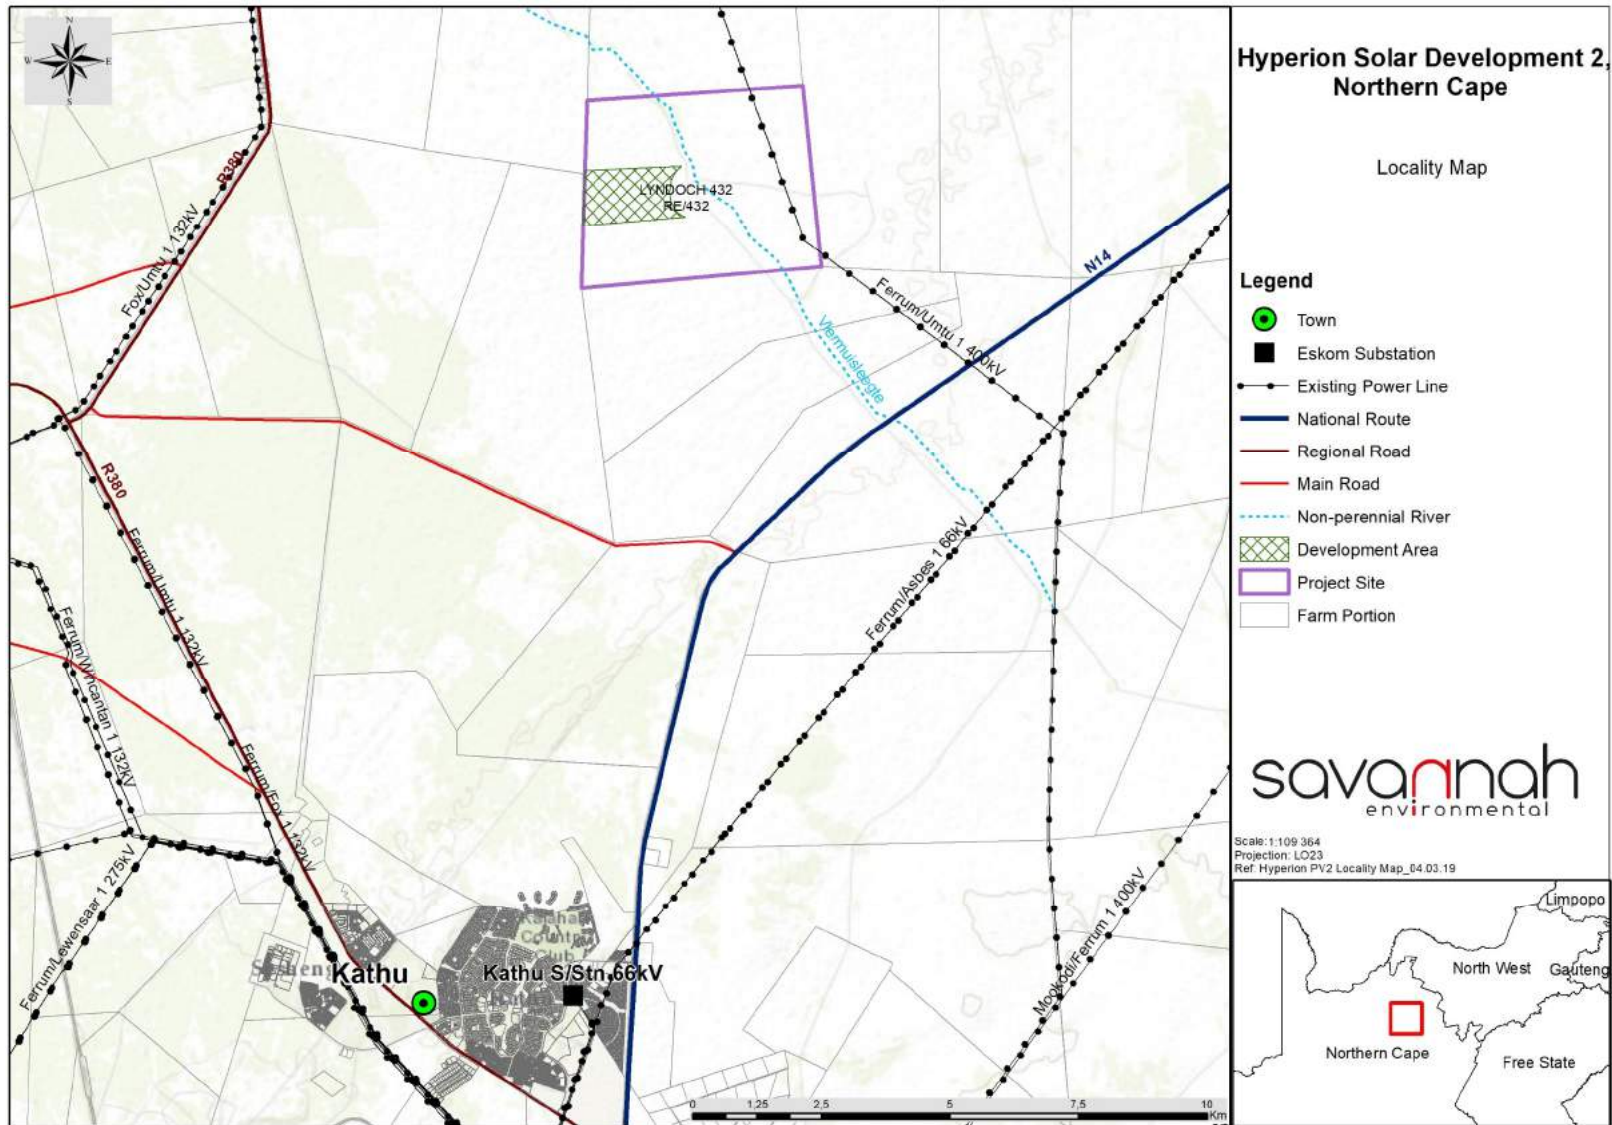 Hyperion Solar Development 2,
Northern Cape
Locality Map
Legend
Town
Eskom Substation
Existing Power Line
National Route
Regional Road
Main Road
Non-perennial River
Development Area
Project Site
Farm Portion
savannah
environmental
Scale:1:109 364
Projection: LO23
Ref: Hyperion PV2 Locality Map_04.03.19
Limpopo
North West
Gauteng
Northern Cape
Free State
N
W
E
S
R380
Fox/Umtu 1 132kV
LYNDOCH 432
RE/432
N14
Ferrum/Umtu 1 400kV
Vlermuisleegte
R380
Ferrum/Umtu 1 132kV
Ferrum/Asbes 1 66kV
Ferrum/Wincantan 1 132kV
Ferrum/Fox 1 132kV
Ferrum/Lewensaar 1 275kV
Mookodi/Ferrum 1 400kV
Country
Club
Kathu
Kathu S/Stn 66kV
0
1,25
2,5
5
7,5
10
Km